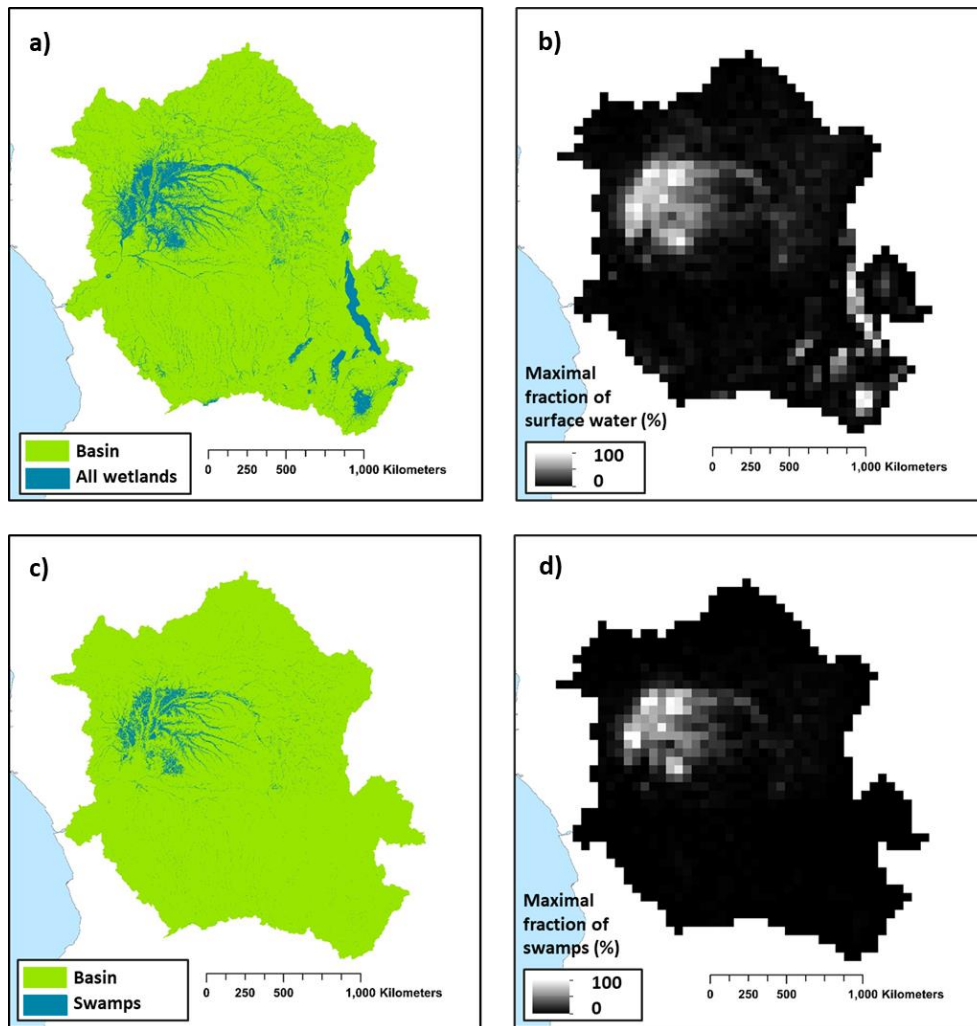 a)
Basin
All wetlands
0 250 500 1,000 Kilometers
b)
Maximal
fraction of
surface water (%)
100
0
0 250 500 1,000 Kilometers
c)
Basin
Swamps
0 250 500 1,000 Kilometers
d)
Maximal
fraction of
swamps (%)
100
0
0 250 500 1,000 Kilometers